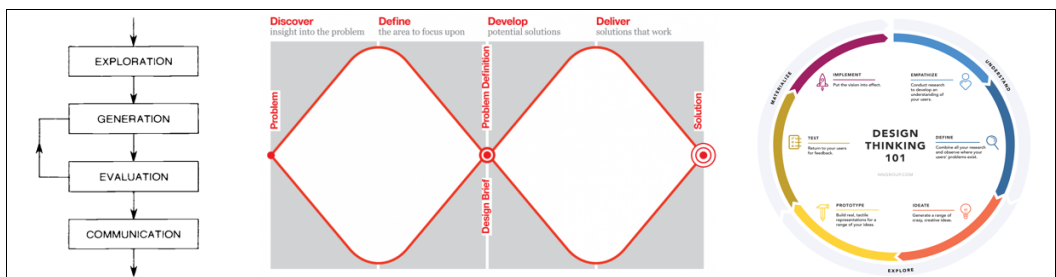 EXPLORATION
GENERATION
EVALUATION
COMMUNICATION
Discover
insight into the problem
Define
the area to focus upon
Develop
potential solutions
Deliver
solutions that work
Problem
Problem Definition
Design Brief
Solution
MATERIALIZE
UNDERSTAND
EXPLORE
IMPLEMENT
Put the vision into effect.
EMPATHIZE
Conduct research
to develop an
understanding of
your users.
TEST
Return to your users
for feedback.
DESIGN
THINKING
101
NNGROUP.COM
DEFINE
Combine all your research
and observe where your
users' problems exist.
PROTOTYPE
Build real, tactile
representations for a
range of your ideas.
IDEATE
Generate a range of
crazy, creative ideas.